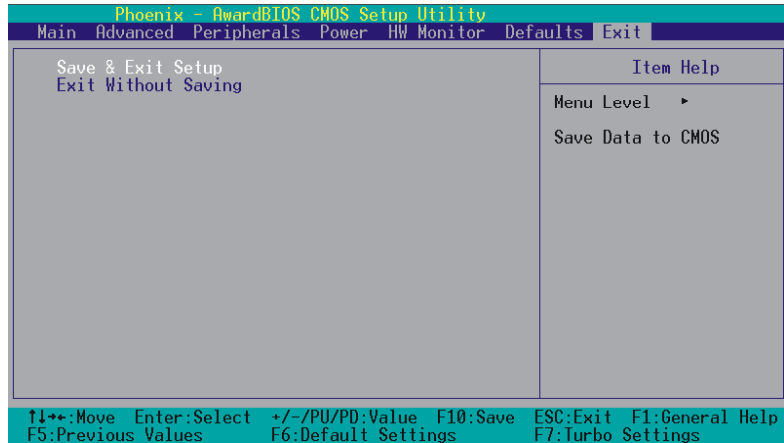 Phoenix - AwardBIOS CMOS Setup Utility
Main Advanced Peripherals Power HW Monitor Defaults Exit
Save & Exit Setup
Exit Without Saving
Item Help
Menu Level ▸
Save Data to CMOS
↑↓→←:Move Enter:Select +/-/PU/PD:Value F10:Save ESC:Exit F1:General Help
F5:Previous Values F6:Default Settings F7:Turbo Settings